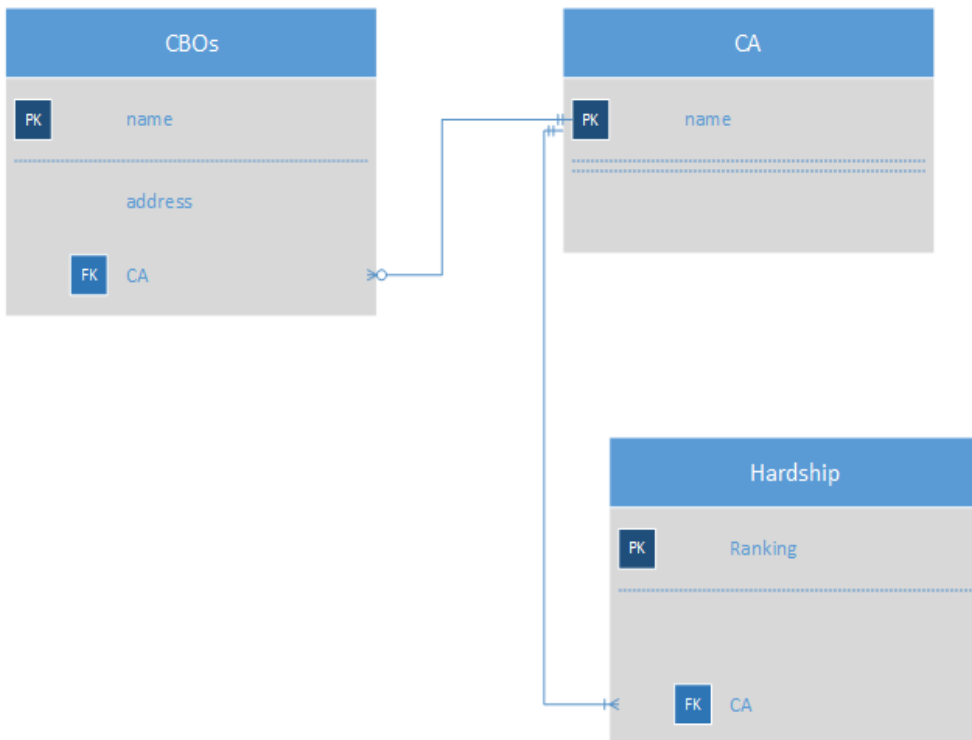 CBOs
PK name
address
FK CA
CA
PK name
Hardship
PK Ranking
FK CA